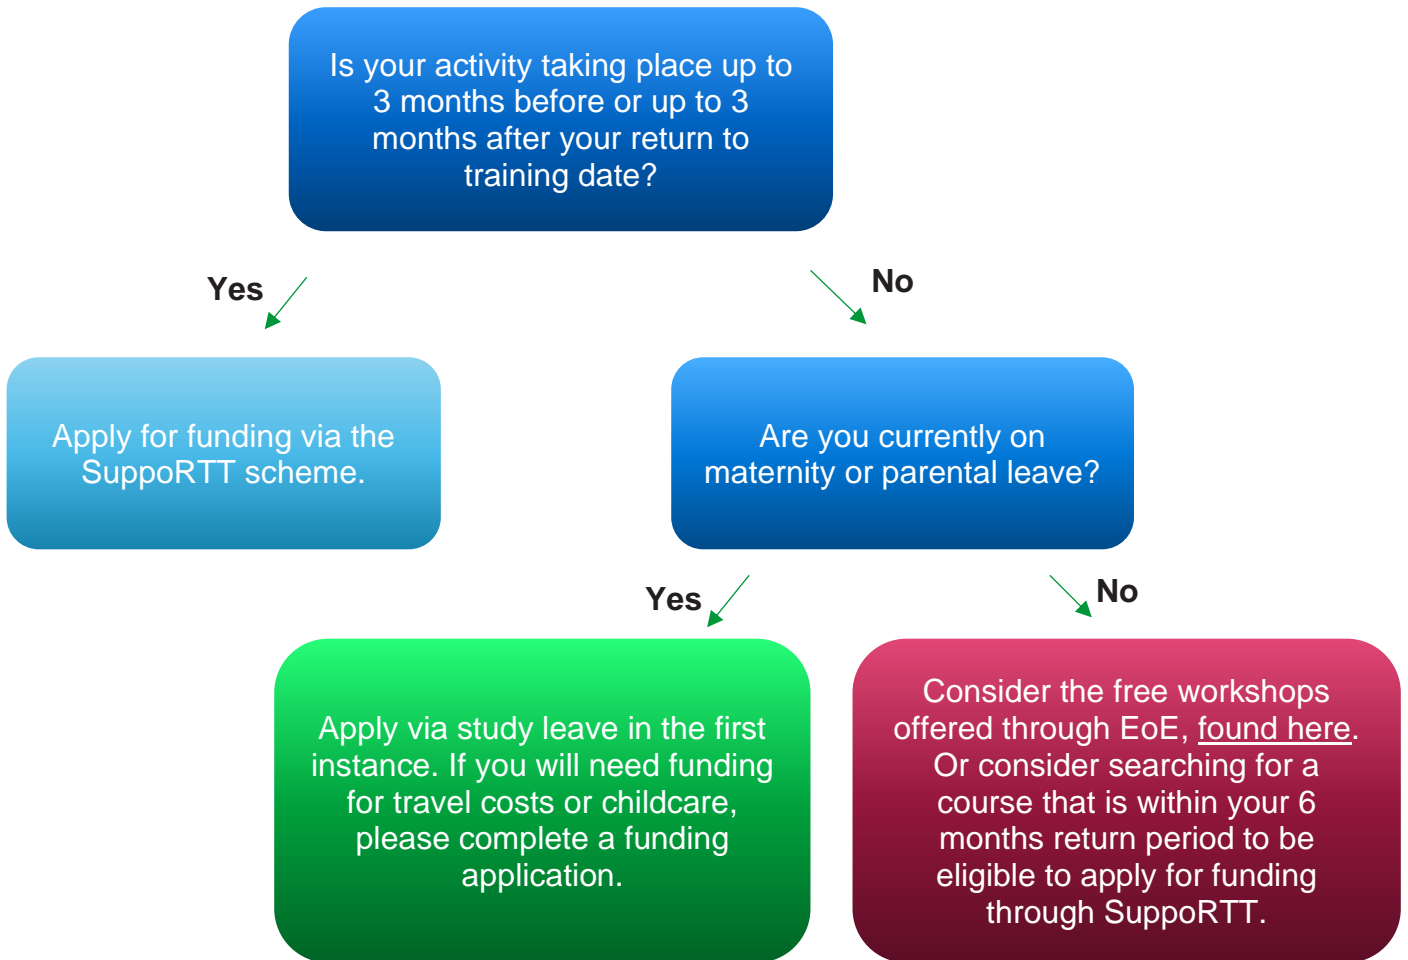 Is your activity taking place up to
3 months before or up to 3
months after your return to
training date?
Yes
No
Apply for funding via the
SuppoRTT scheme.
Are you currently on
maternity or parental leave?
Yes
No
Apply via study leave in the first
instance. If you will need funding
for travel costs or childcare,
please complete a funding
application.
Consider the free workshops
offered through EoE, found here.
Or consider searching for a
course that is within your 6
months return period to be
eligible to apply for funding
through SuppoRTT.